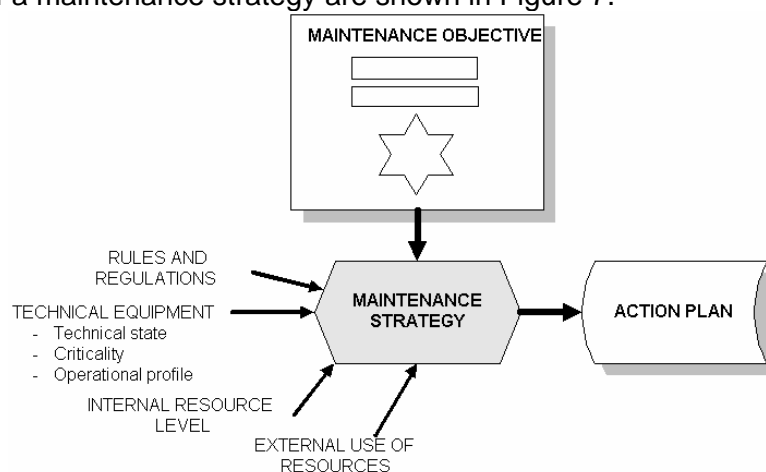 a maintenance strategy are shown in Figure 7.
MAINTENANCE OBJECTIVE
RULES AND
REGULATIONS
TECHNICAL EQUIPMENT
- Technical state
- Criticality
- Operational profile
INTERNAL RESOURCE
LEVEL
EXTERNAL USE OF
RESOURCES
MAINTENANCE
STRATEGY
ACTION PLAN